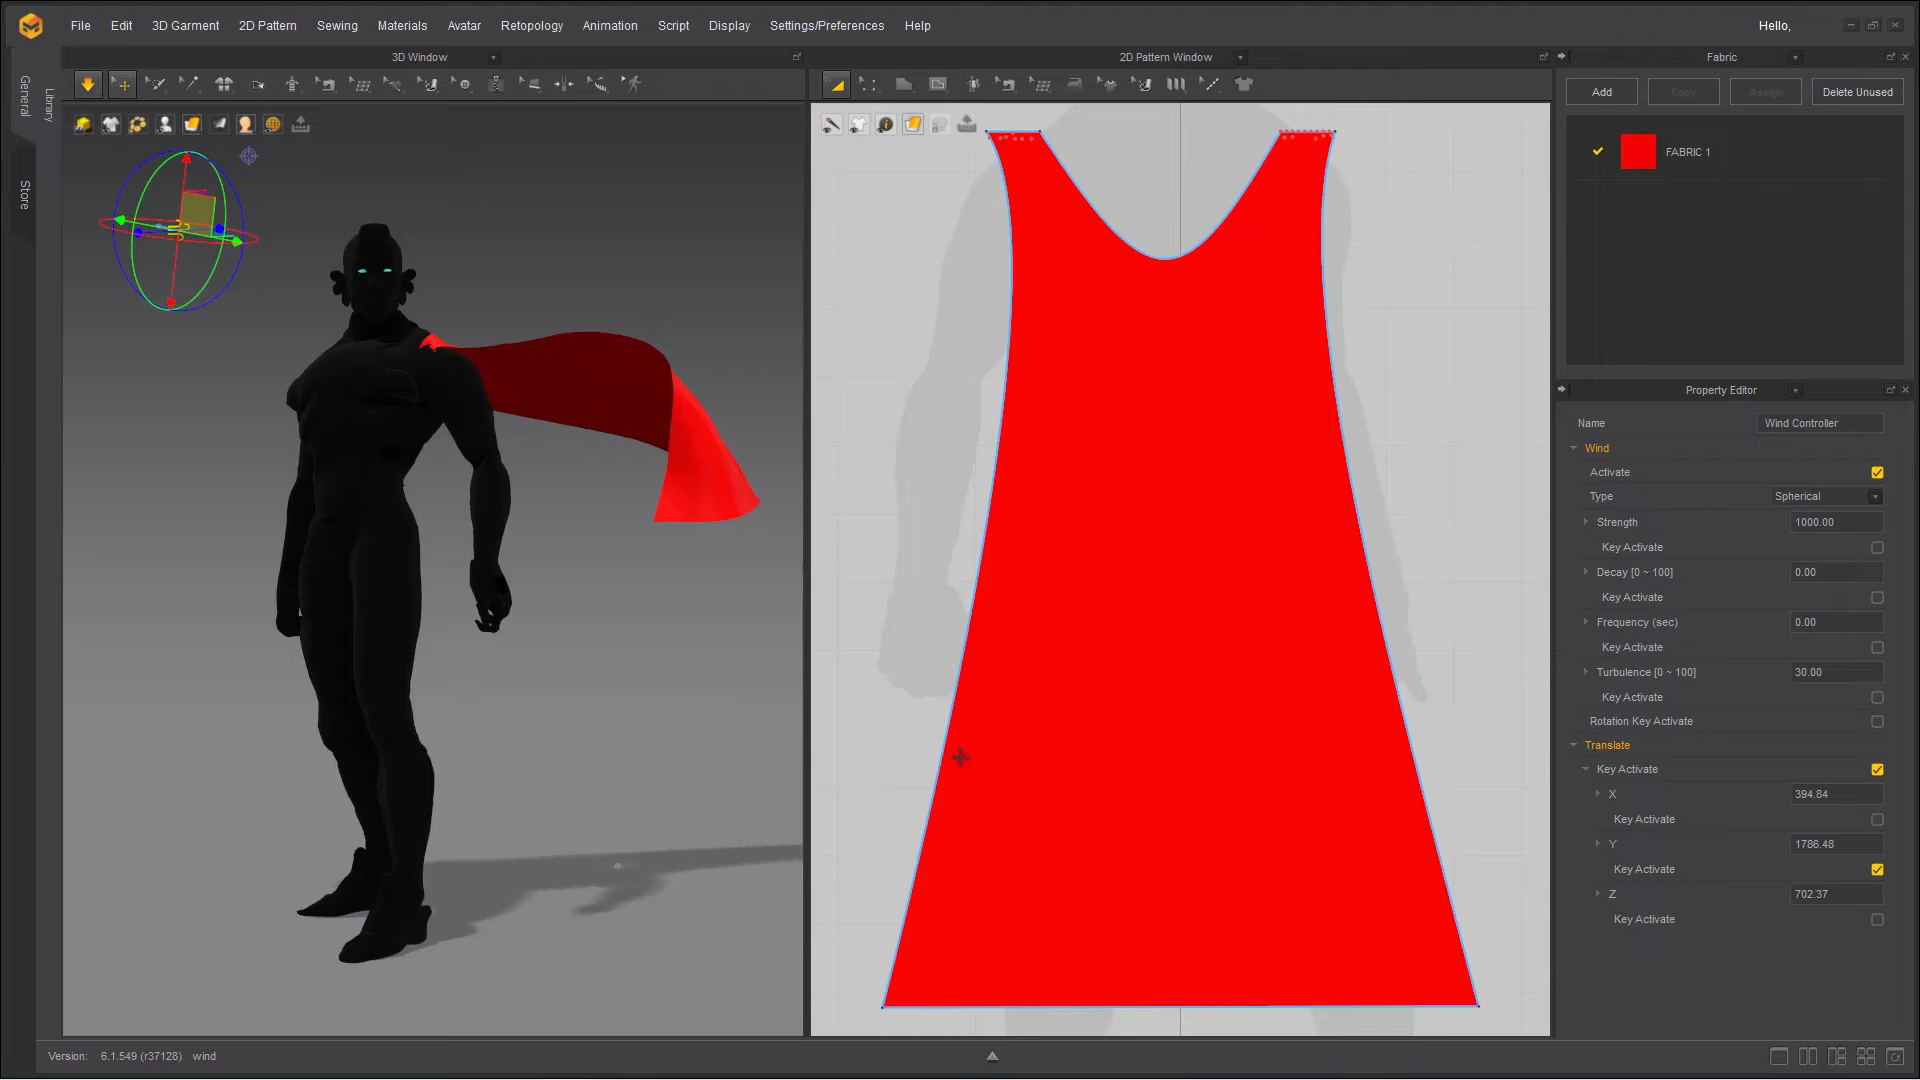 File Edit 3D Garment 2D Pattern Sewing Materials Avatar Retopology Animation Script Display Settings/Preferences Help Hello,
General
Library
Store
3D Window
2D Pattern Window
Fabric
Add Copy Assign Delete Unused
FABRIC 1
Property Editor
Name Wind Controller
Wind
Activate
Type Spherical
Strength 1000.00
Key Activate
Decay [0 ~ 100] 0.00
Key Activate
Frequency (sec) 0.00
Key Activate
Turbulence [0 ~ 100] 30.00
Key Activate
Rotation Key Activate
Translate
Key Activate
X 394.84
Key Activate
Y 1786.48
Key Activate
Z 702.37
Key Activate
Version: 6.1.549 (r37128) wind